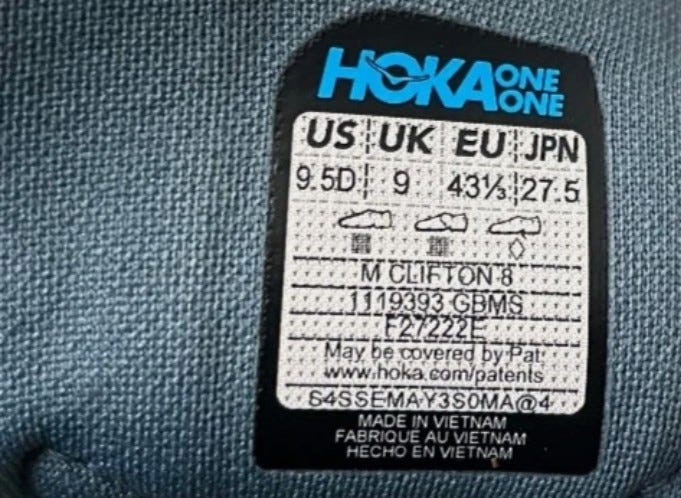 HOKA ONE ONE
US UK EU JPN
9.5D 9 43⅓ 27.5
M CLIFTON 8
1119393 GBMS
F27222E
May be covered by Pat:
www.hoka.com/patents
S4SSEMAY3S0MA@4
MADE IN VIETNAM
FABRIQUE AU VIETNAM
HECHO EN VIETNAM